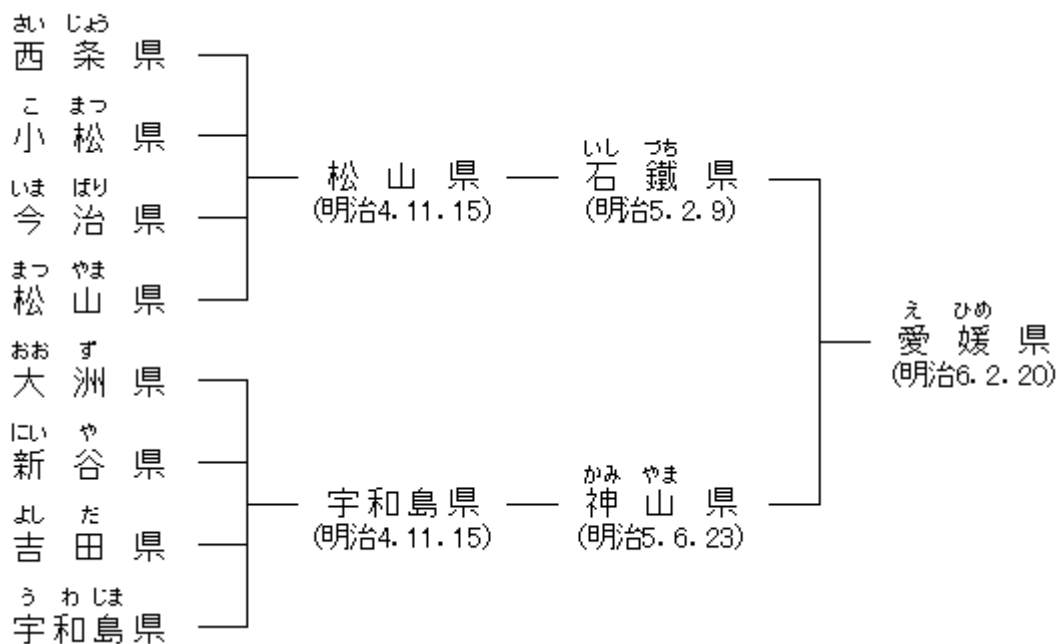 さい じょう
西 条 県
こ まつ
小 松 県
いま ばり
今 治 県
まつ やま
松 山 県
おお ず
大 洲 県
にい や
新 谷 県
よし だ
吉 田 県
う わ じま
宇和島県
松 山 県
(明治4.11.15)
宇和島県
(明治4.11.15)
いし づち
石 鐵 県
(明治5.2.9)
かみ やま
神 山 県
(明治5.6.23)
え ひめ
愛 媛 県
(明治6.2.20)